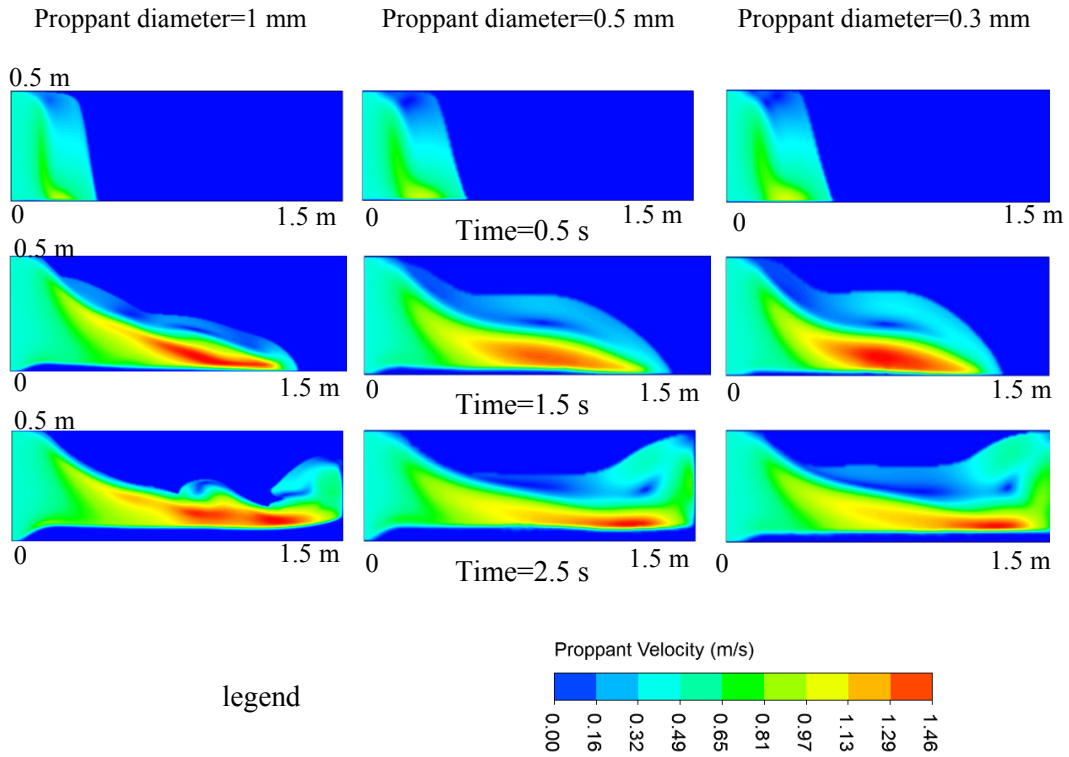 Proppant diameter=1 mm Proppant diameter=0.5 mm Proppant diameter=0.3 mm
0.5 m
0 1.5 m 0 1.5 m 0 1.5 m
Time=0.5 s
0.5 m
0 1.5 m 0 1.5 m 0 1.5 m
Time=1.5 s
0.5 m
0 1.5 m 0 1.5 m 0 1.5 m
Time=2.5 s
Proppant Velocity (m/s)
legend
0.00 0.16 0.32 0.49 0.65 0.81 0.97 1.13 1.29 1.46